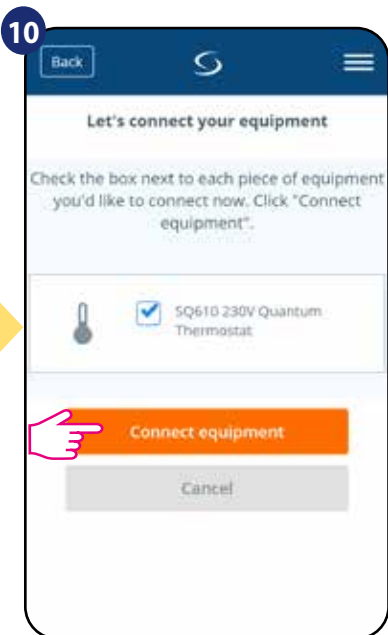 10
Back
Let's connect your equipment
Check the box next to each piece of equipment
you'd like to connect now. Click "Connect
equipment".
SQ610 230V Quantum
Thermostat
Connect equipment
Cancel